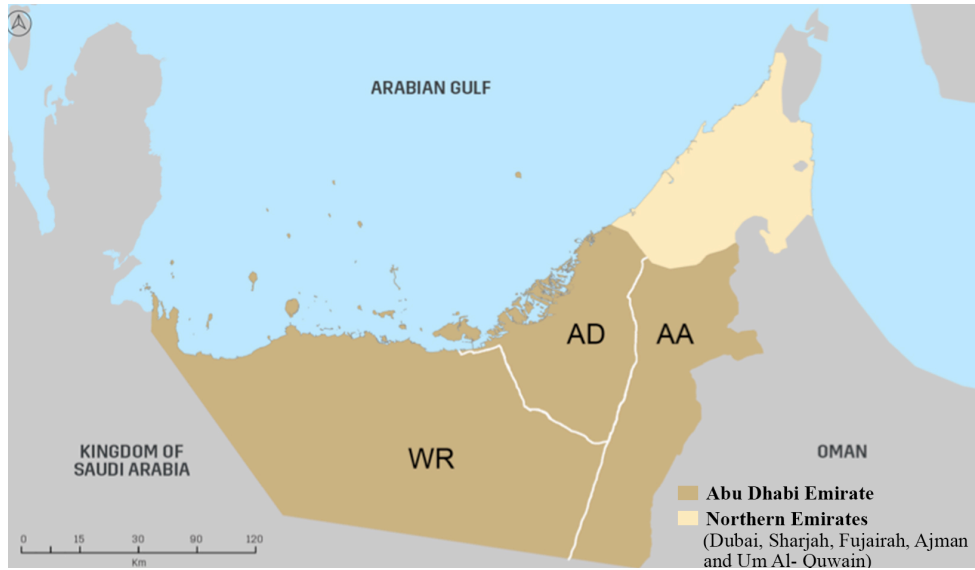 ARABIAN GULF
AD
AA
KINGDOM OF
SAUDI ARABIA
WR
OMAN
Abu Dhabi Emirate
Northern Emirates
(Dubai, Sharjah, Fujairah, Ajman
and Um Al- Quwain)
0 15 30 90 120
Km